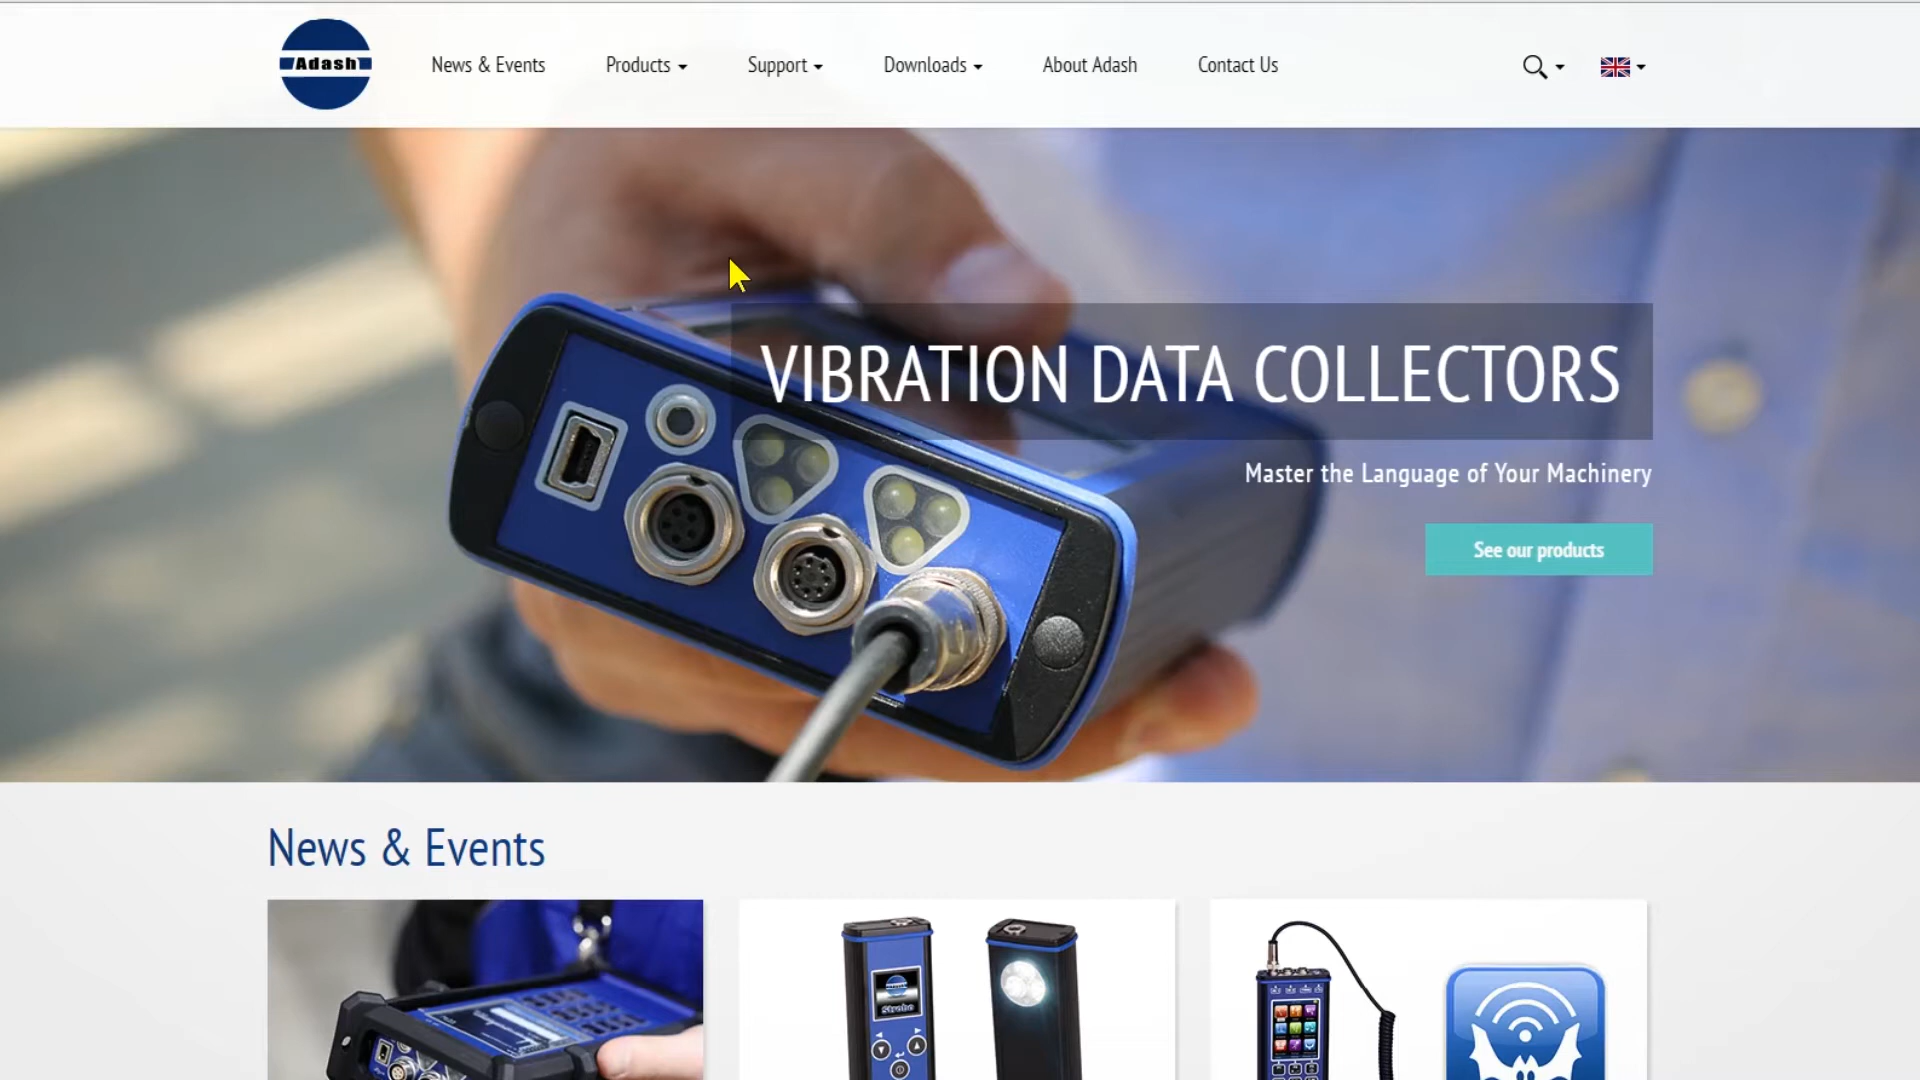 Adash
News & Events
Products
Support
Downloads
About Adash
Contact Us
VIBRATION DATA COLLECTORS
Master the Language of Your Machinery
See our products
News & Events
Strobo